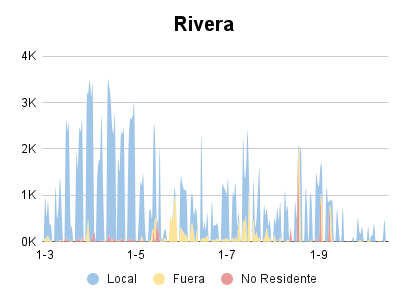 Rivera
4K
3K
2K
1K
0K
1-3 1-5 1-7 1-9
Local Fuera No Residente